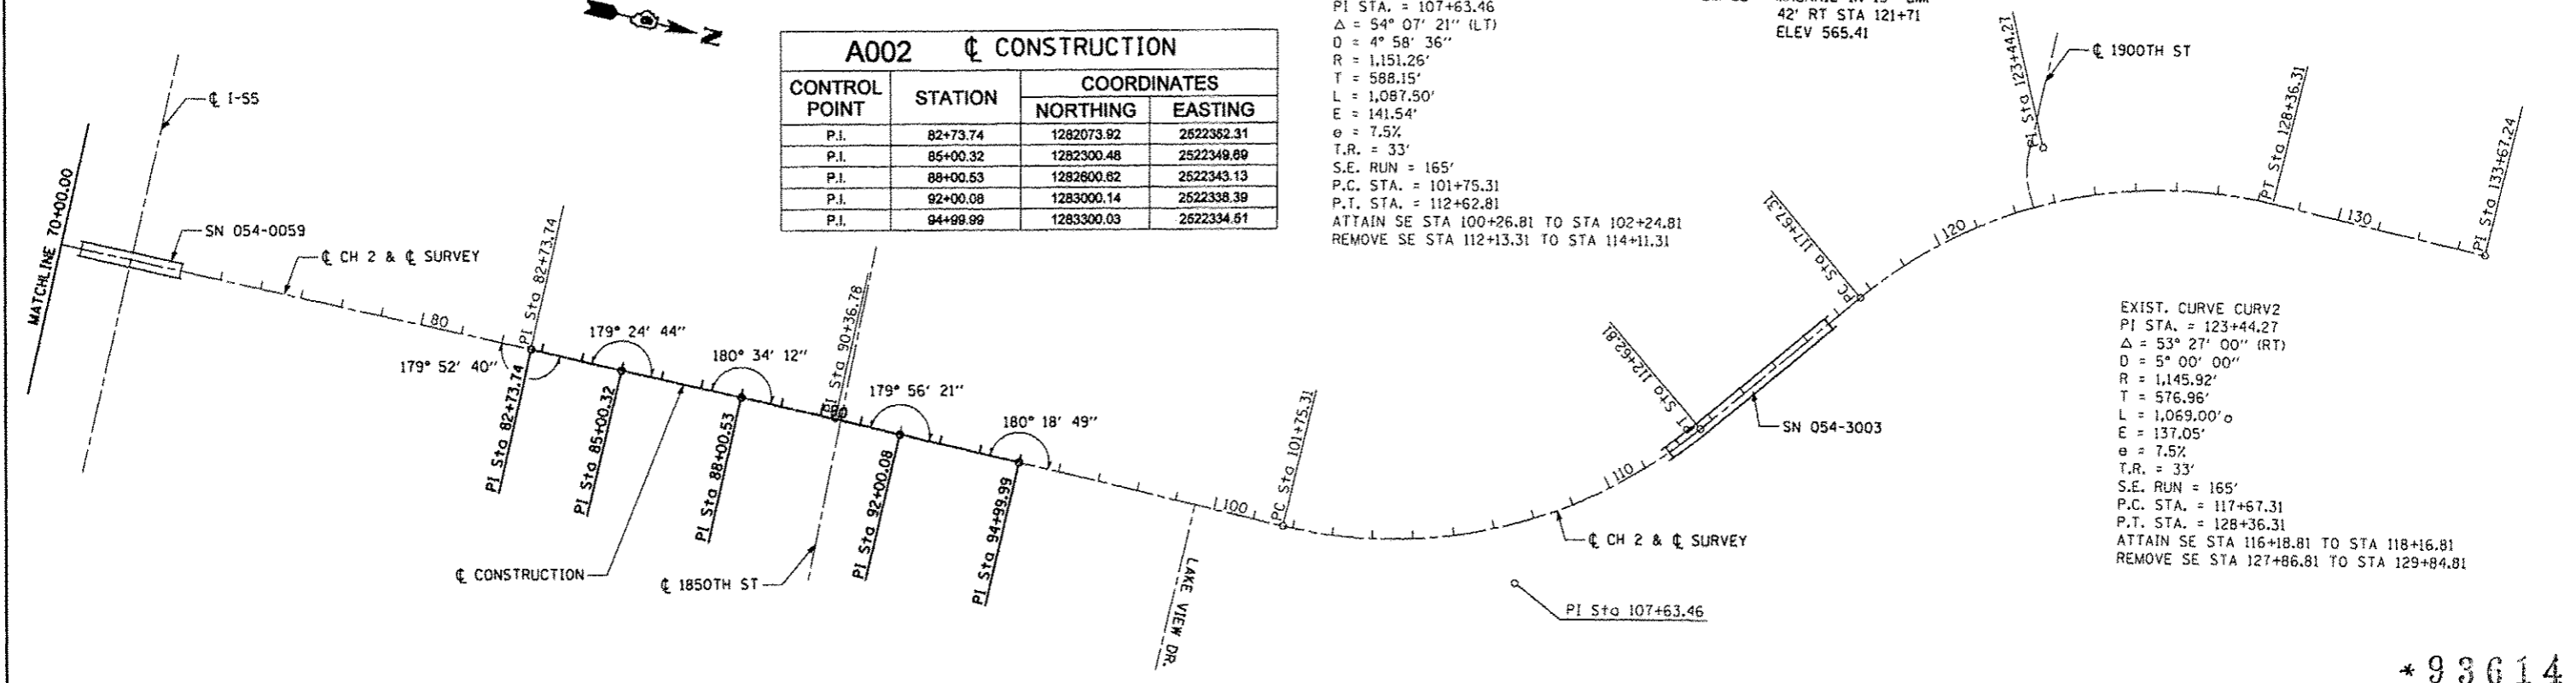 N
A002 ℄ CONSTRUCTION
CONTROL POINT STATION COORDINATES
NORTHING EASTING
P.I. 82+73.74 1282073.92 2522352.31
P.I. 85+00.32 1282300.48 2522349.69
P.I. 88+00.53 1282600.62 2522343.13
P.I. 92+00.08 1283000.14 2522338.39
P.I. 94+99.99 1283300.03 2522334.51
PI STA. = 107+63.46
Δ = 54° 07' 21" (LT)
D = 4° 58' 36"
R = 1,151.26'
T = 588.15'
L = 1,087.50'
E = 141.54'
e = 7.5%
T.R. = 33'
S.E. RUN = 165'
P.C. STA. = 101+75.31
P.T. STA. = 112+62.81
ATTAIN SE STA 100+26.81 TO STA 102+24.81
REMOVE SE STA 112+13.31 TO STA 114+11.31
42' RT STA 121+71
ELEV 565.41
℄ I-55
MATCHLINE 70+00.00
SN 054-0059
℄ CH 2 & ℄ SURVEY
80
PI Sta 82+73.74
179° 52' 40"
PI Sta 82+73.74
179° 24' 44"
PI Sta 85+00.32
180° 34' 12"
PI Sta 88+00.53
PI Sta 90+36.78
179° 56' 21"
PI Sta 92+00.08
180° 18' 49"
PI Sta 94+99.99
℄ CONSTRUCTION
℄ 1850TH ST
LAKE VIEW DR.
100
PC Sta 101+75.31
℄ CH 2 & ℄ SURVEY
PI Sta 107+63.46
110
PT Sta 112+62.81
SN 054-3003
PC Sta 117+67.31
120
PI Sta 123+44.27
℄ 1900TH ST
PT Sta 128+36.31
130
PI Sta 133+67.24
EXIST. CURVE CURV2
PI STA. = 123+44.27
Δ = 53° 27' 00" (RT)
D = 5° 00' 00"
R = 1,145.92'
T = 576.96'
L = 1,069.00'
E = 137.05'
e = 7.5%
T.R. = 33'
S.E. RUN = 165'
P.C. STA. = 117+67.31
P.T. STA. = 128+36.31
ATTAIN SE STA 116+18.81 TO STA 118+16.81
REMOVE SE STA 127+86.81 TO STA 129+84.81
*93614